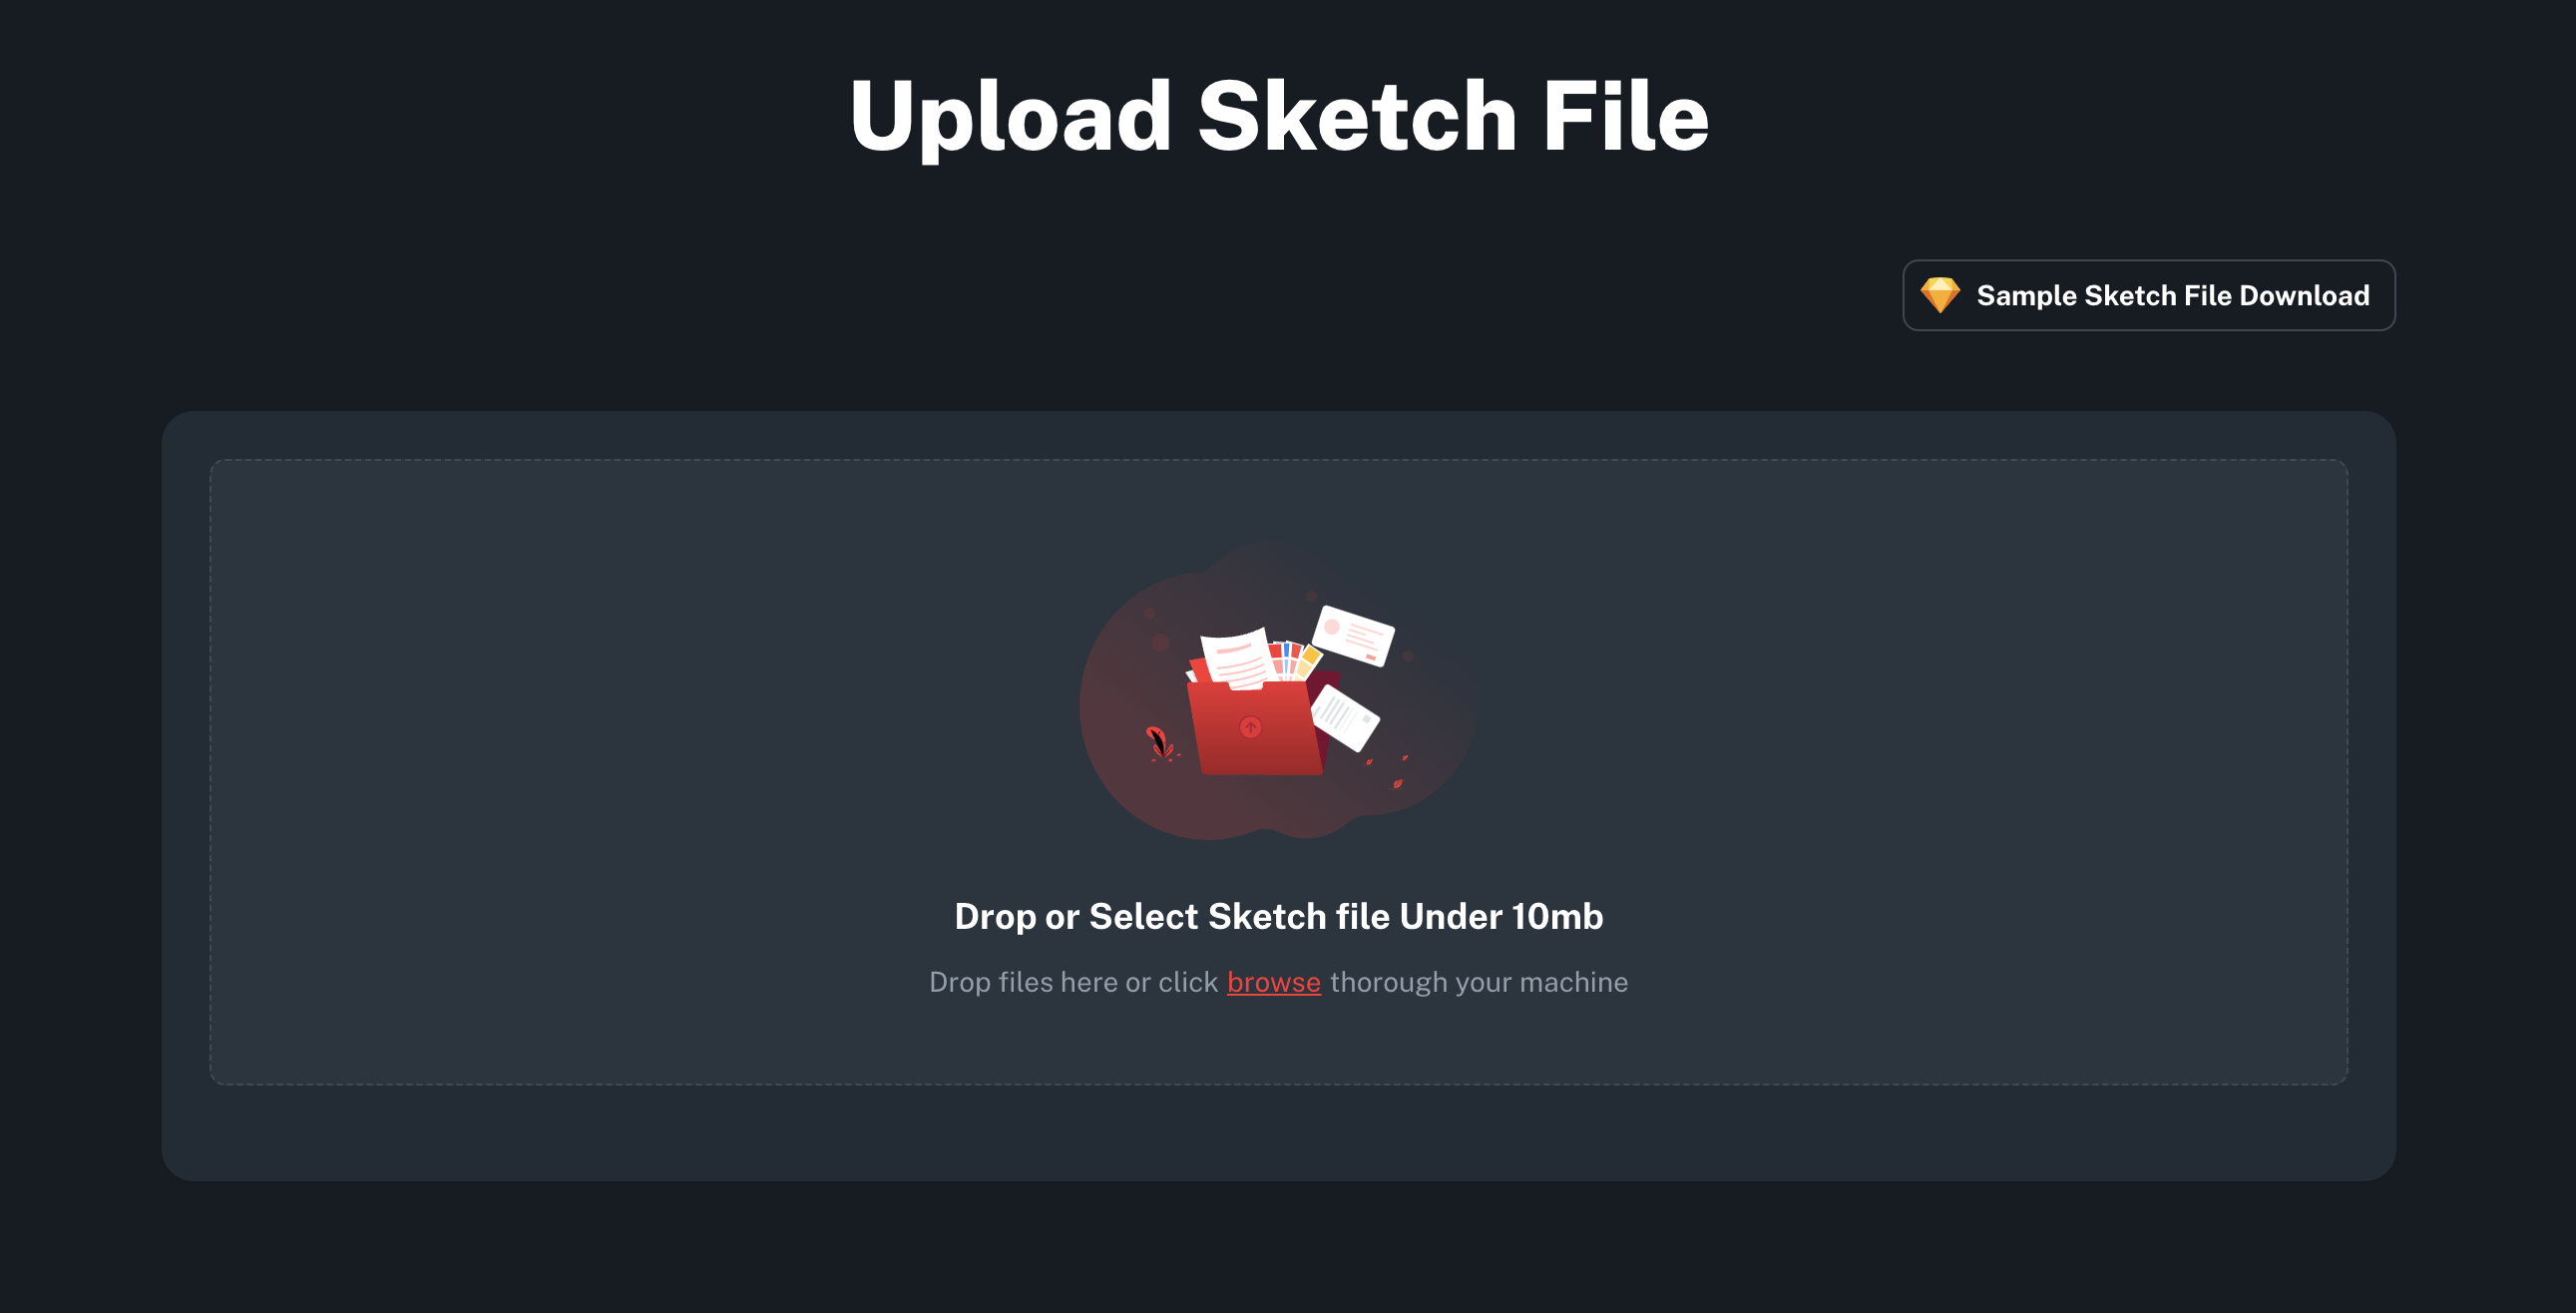 Upload Sketch File
Sample Sketch File Download
Drop or Select Sketch file Under 10mb
Drop files here or click browse thorough your machine